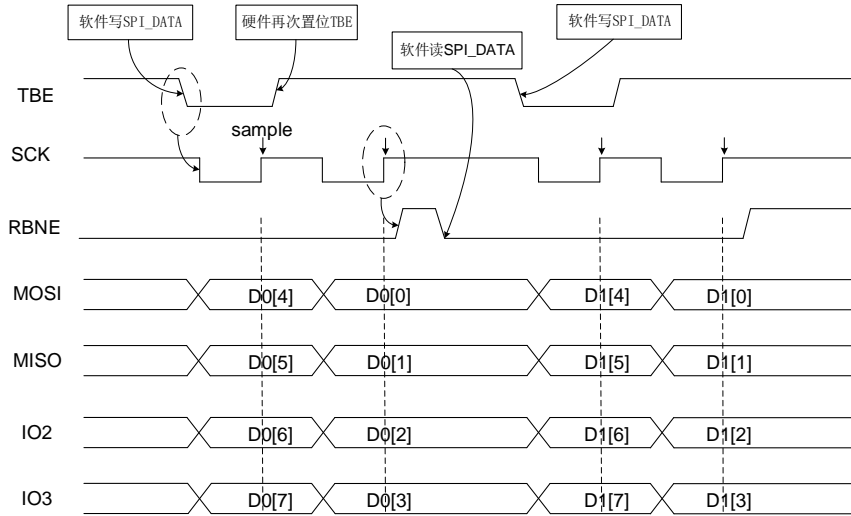 软件写SPI_DATA
硬件再次置位TBE
软件读SPI_DATA
软件写SPI_DATA
TBE
sample
SCK
RBNE
MOSI D0[4] D0[0] D1[4] D1[0]
MISO D0[5] D0[1] D1[5] D1[1]
IO2 D0[6] D0[2] D1[6] D1[2]
IO3 D0[7] D0[3] D1[7] D1[3]